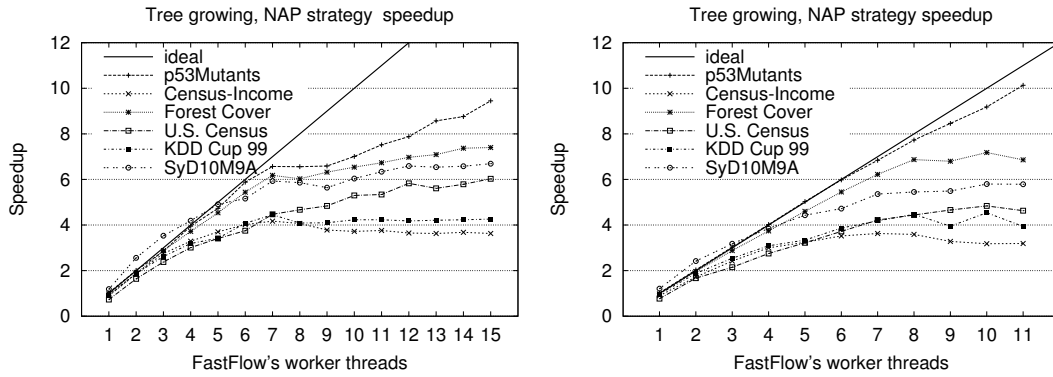 Tree growing, NAP strategy speedup
12
10
8
6
4
2
0
Speedup
ideal
p53Mutants
Census-Income
Forest Cover
U.S. Census
KDD Cup 99
SyD10M9A
1 2 3 4 5 6 7 8 9 10 11 12 13 14 15
FastFlow's worker threads
Tree growing, NAP strategy speedup
12
10
8
6
4
2
0
Speedup
ideal
p53Mutants
Census-Income
Forest Cover
U.S. Census
KDD Cup 99
SyD10M9A
1 2 3 4 5 6 7 8 9 10 11
FastFlow's worker threads